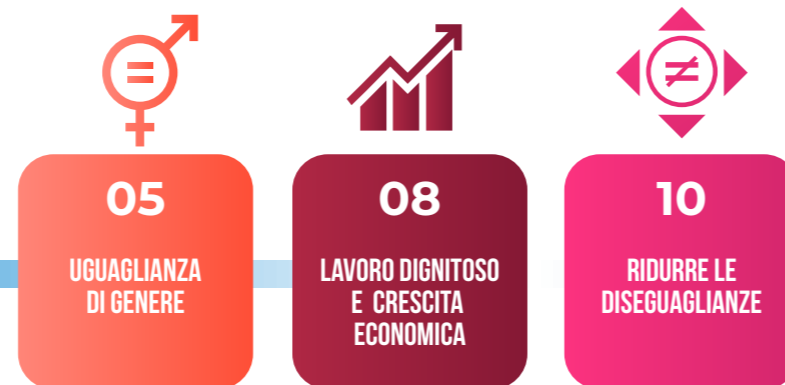 05
UGUAGLIANZA
DI GENERE
08
LAVORO DIGNITOSO
E CRESCITA
ECONOMICA
10
RIDURRE LE
DISEGUAGLIANZE